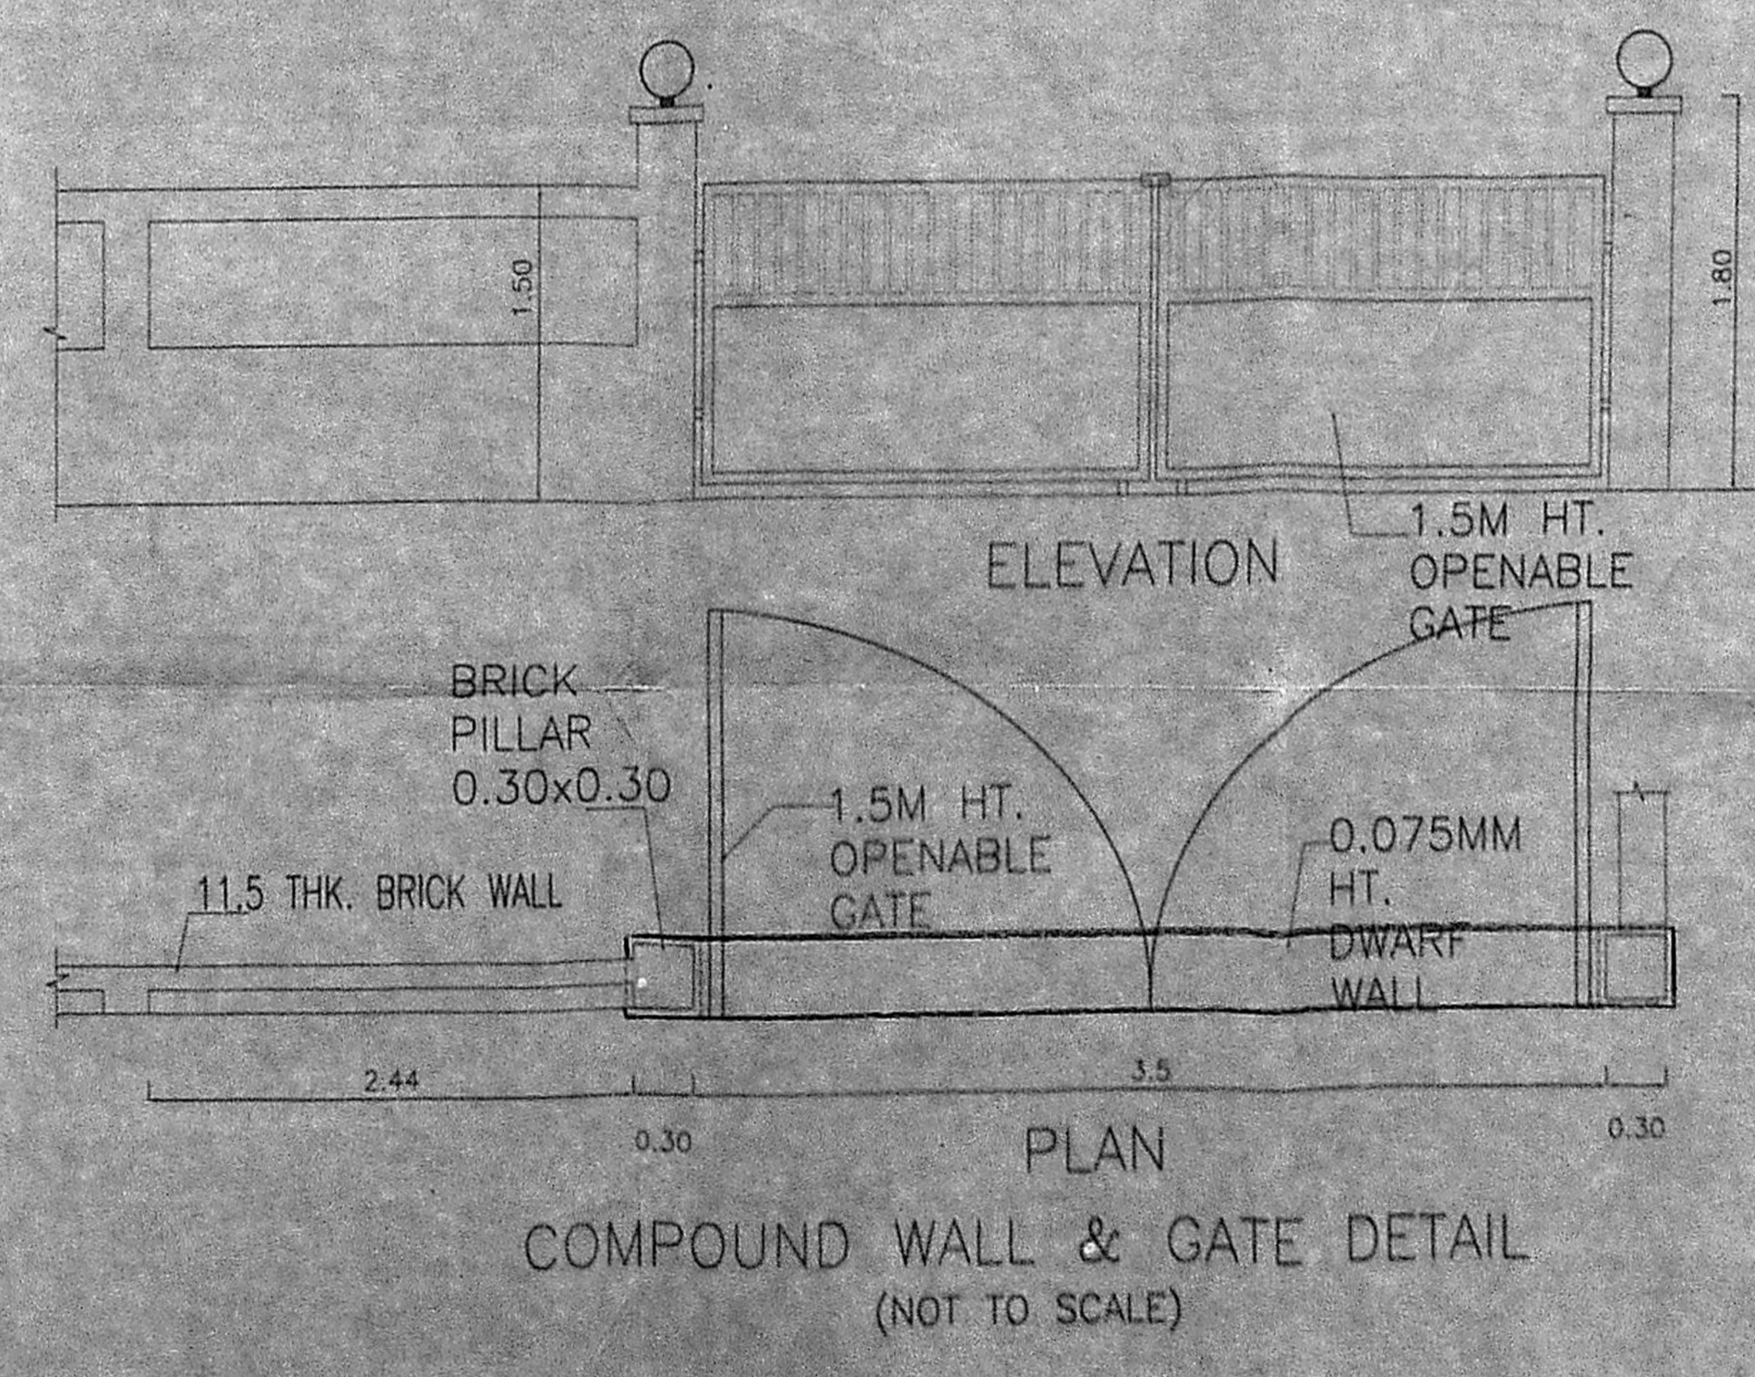 1.50
1.80
ELEVATION
1.5M HT.
OPENABLE
GATE
BRICK
PILLAR
0.30x0.30
1.5M HT.
OPENABLE
GATE
0.075MM
HT.
DWARF
WALL
11.5 THK. BRICK WALL
2.44
3.5
0.30
0.30
PLAN
COMPOUND WALL & GATE DETAIL
(NOT TO SCALE)